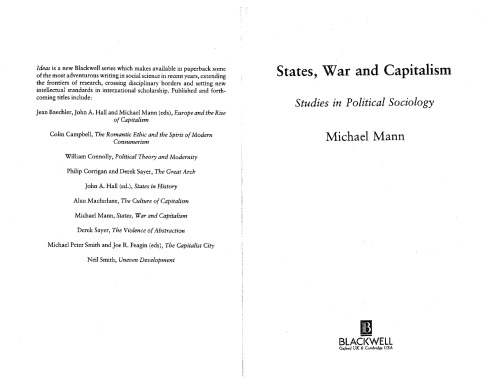 Ideas is a new Blackwell series which makes available in paperback some
of the most adventurous writing in social science in recent years, extending
the frontiers of research, crossing disciplinary borders and setting new
intellectual standards in international scholarship. Published and forth-
coming titles include:
Jean Baechler, John A. Hall and Michael Mann (eds), Europe and the Rise
of Capitalism
Colin Campbell, The Romantic Ethic and the Spirit of Modern
Consumerism
William Connolly, Political Theory and Modernity
Philip Corrigan and Derek Sayer, The Great Arch
John A. Hall (ed.), States in History
Alan Macfarlane, The Culture of Capitalism
Michael Mann, States, War and Capitalism
Derek Sayer, The Violence of Abstraction
Michael Peter Smith and Joe R. Feagin (eds), The Capitalist City
Neil Smith, Uneven Development
States, War and Capitalism
Studies in Political Sociology
Michael Mann
B
BLACKWELL
Oxford UK & Cambridge USA